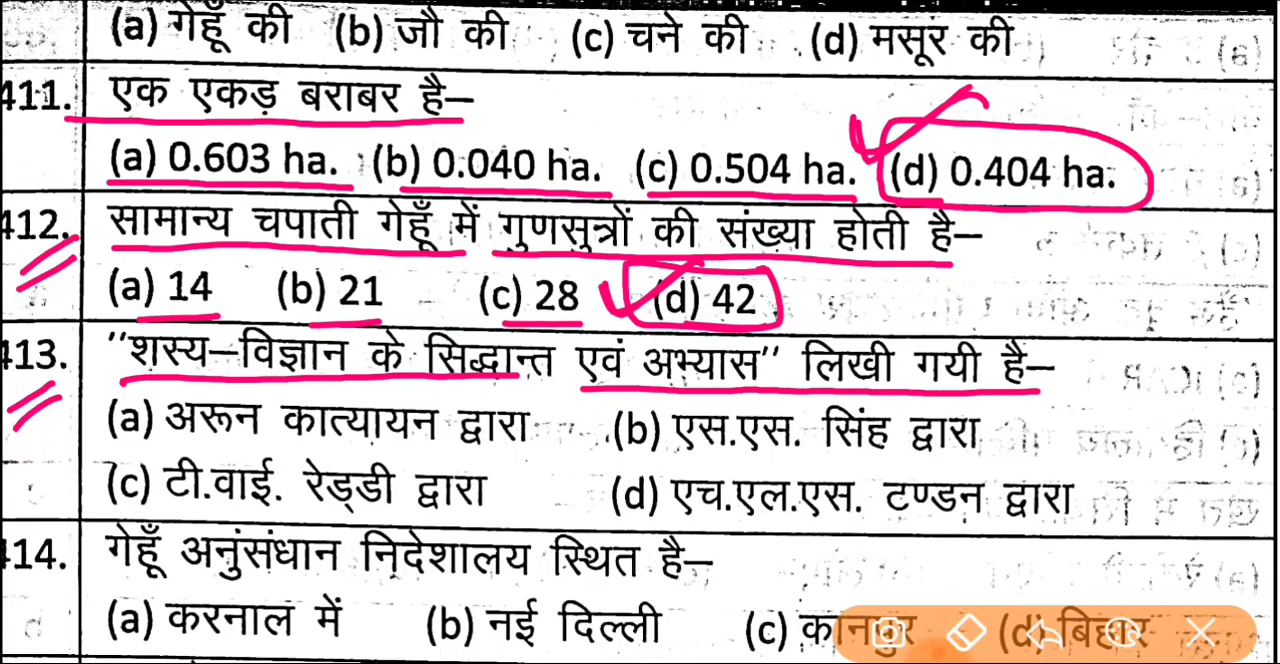 (a) गेहूँ की (b) जौ की (c) चने की (d) मसूर की
411. एक एकड़ बराबर है–
(a) 0.603 ha. (b) 0.040 ha. (c) 0.504 ha. (d) 0.404 ha.
412. सामान्य चपाती गेहूँ में गुणसुत्रों की संख्या होती है–
(a) 14 (b) 21 (c) 28 (d) 42
413. "शस्य–विज्ञान के सिद्धान्त एवं अभ्यास" लिखी गयी है–
(a) अरून कात्यायन द्वारा (b) एस.एस. सिंह द्वारा
(c) टी.वाई. रेड्डी द्वारा (d) एच.एल.एस. टण्डन द्वारा
414. गेहूँ अनुंसंधान निदेशालय स्थित है–
(a) करनाल में (b) नई दिल्ली (c) कानपुर (d) बिहार